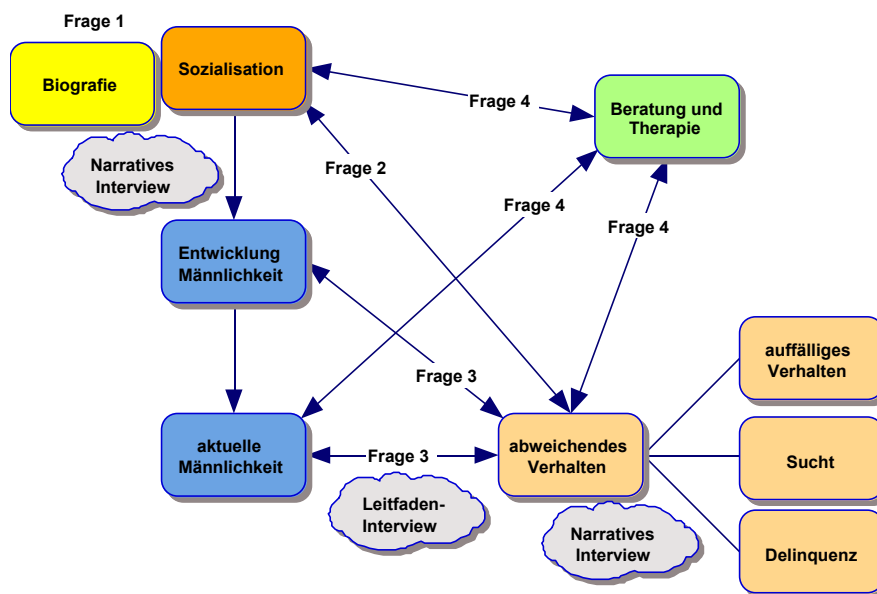 Frage 1
Biografie
Sozialisation
Narratives
Interview
Frage 4
Beratung und
Therapie
Frage 2
Frage 4
Frage 4
Entwicklung
Männlichkeit
Frage 3
auffälliges
Verhalten
aktuelle
Männlichkeit
Frage 3
abweichendes
Verhalten
Sucht
Leitfaden-
Interview
Narratives
Interview
Delinquenz